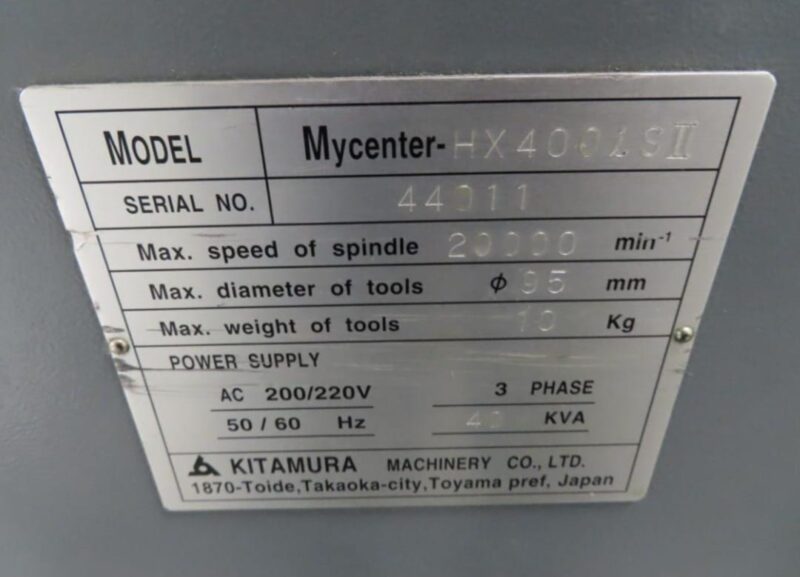 MODEL Mycenter-HX400iSII
SERIAL NO. 44011
Max. speed of spindle 20000 min-1
Max. diameter of tools ϕ 95 mm
Max. weight of tools 10 Kg
POWER SUPPLY
AC 200/220V 3 PHASE
50 / 60 Hz 40 KVA
KITAMURA MACHINERY CO., LTD.
1870-Toide,Takaoka-city,Toyama pref, Japan